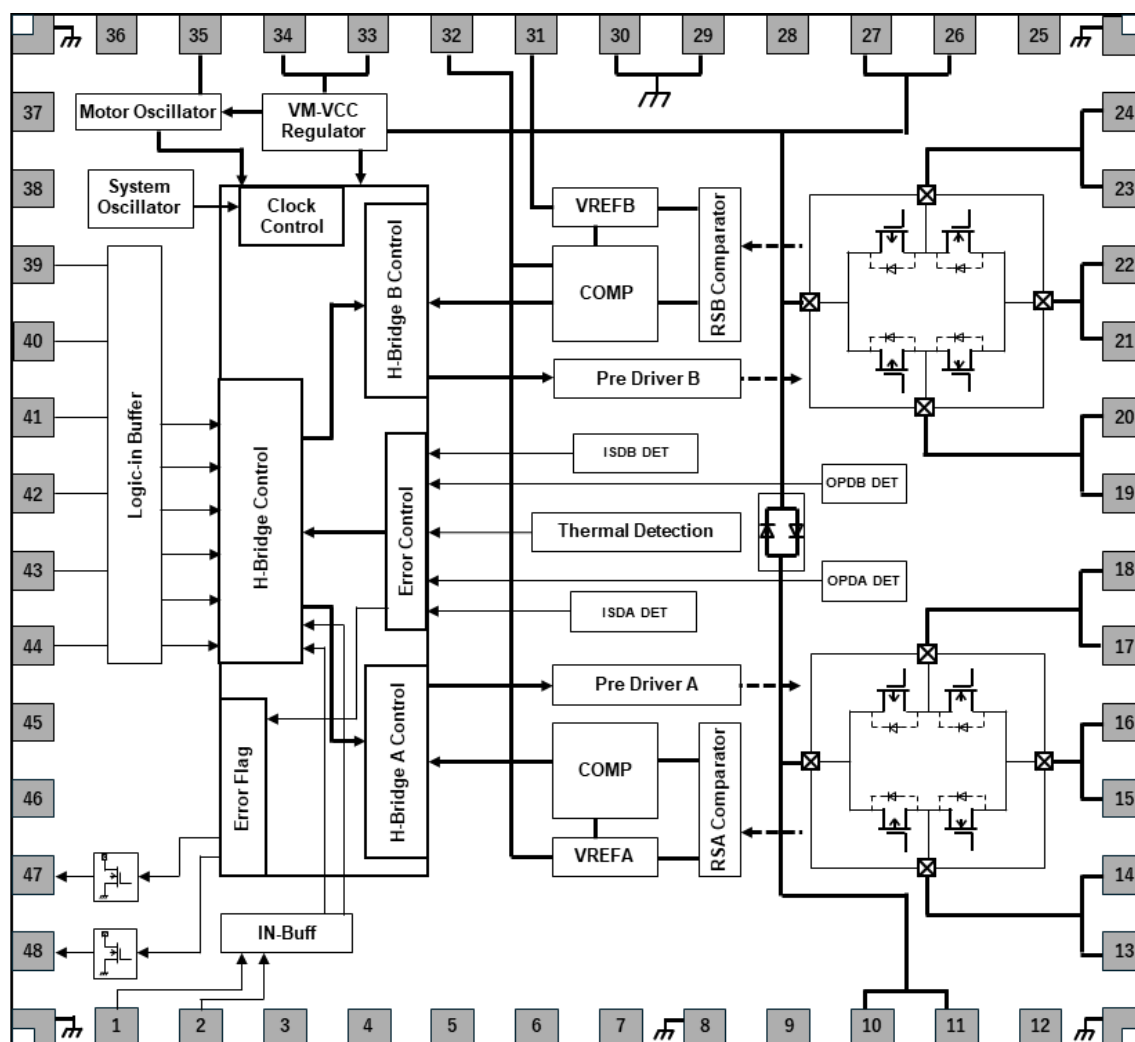 36 35 34 33 32 31 30 29 28 27 26 25
37
Motor Oscillator
VM-VCC
Regulator
24
38
System
Oscillator
Clock
Control
VREFB
23
39
H-Bridge B Control
COMP
RSB Comparator
22
40
21
41
Logic-in Buffer
Pre Driver B
20
H-Bridge Control
Error Control
ISDB DET
42
OPDB DET
19
Thermal Detection
43
OPDA DET
18
ISDA DET
44
17
Pre Driver A
45
Error Flag
H-Bridge A Control
COMP
RSA Comparator
16
46
15
VREFA
47
14
48
IN-Buff
13
1 2 3 4 5 6 7 8 9 10 11 12